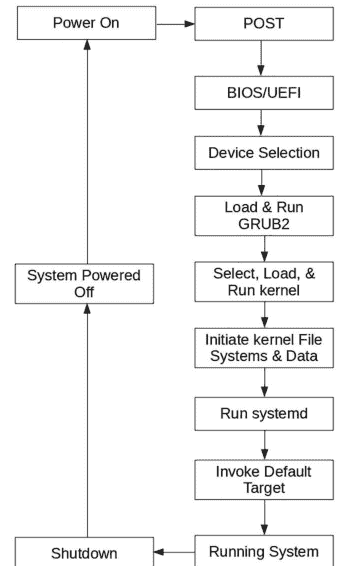 Power On
POST
BIOS/UEFI
Device Selection
Load & Run
GRUB2
System Powered
Off
Select, Load, &
Run kernel
Initiate kernel File
Systems & Data
Run systemd
Invoke Default
Target
Shutdown
Running System